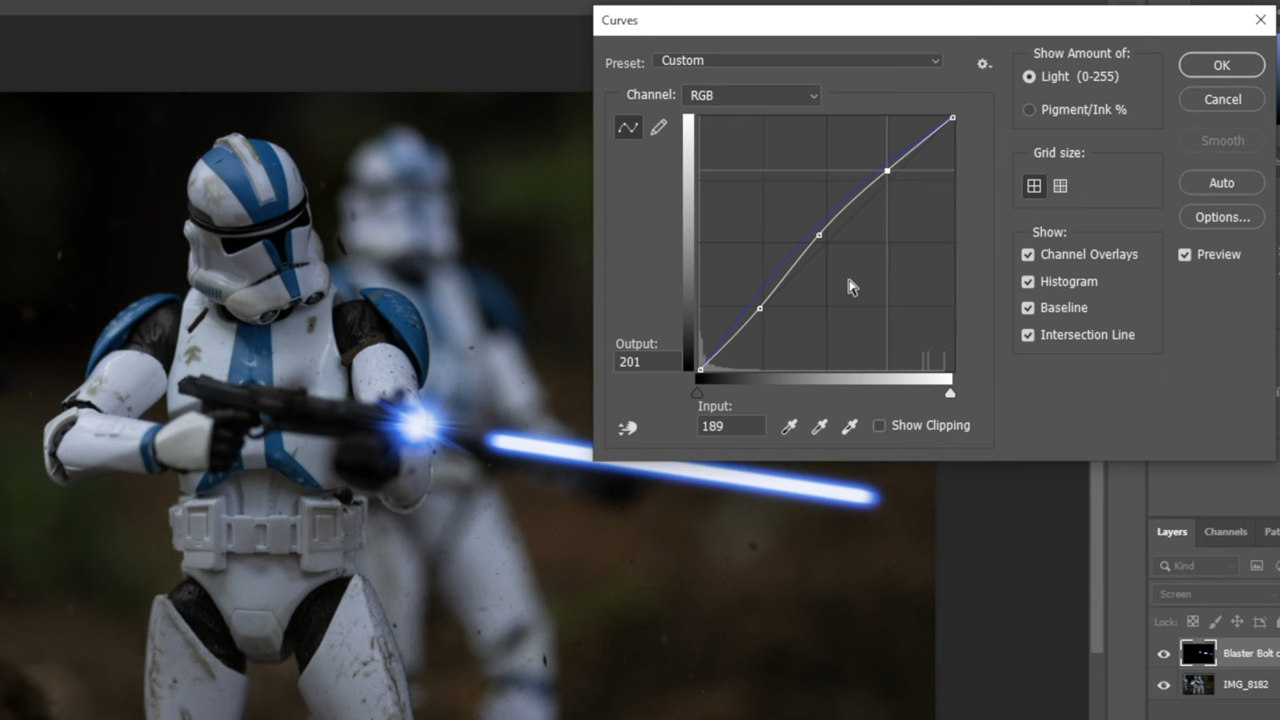 Curves
Preset: Custom
Channel: RGB
Output:
201
Input:
189
Show Clipping
Show Amount of:
Light (0-255)
Pigment/Ink %
Grid size:
Show:
Channel Overlays
Histogram
Baseline
Intersection Line
OK
Cancel
Smooth
Auto
Options...
Preview
Layers Channels Pat
Kind
Screen
Lock:
Blaster Bolt c
IMG_8182